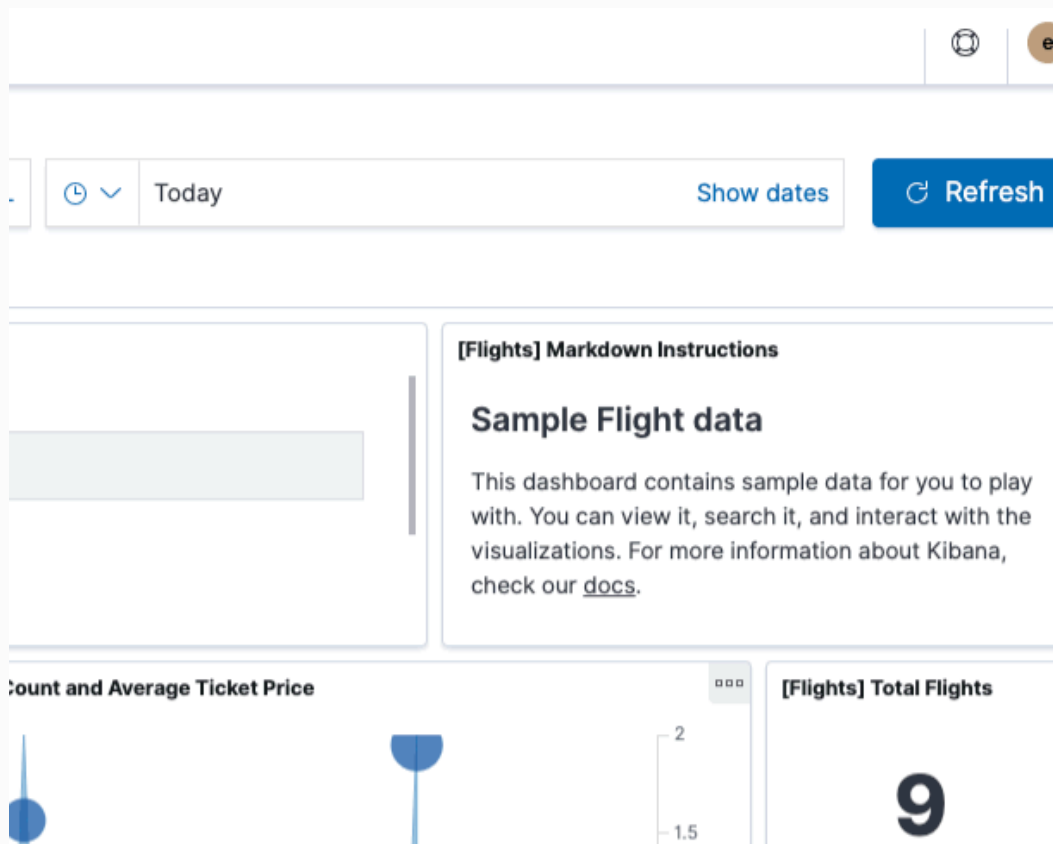 e
Today
Show dates
Refresh
[Flights] Markdown Instructions
Sample Flight data
This dashboard contains sample data for you to play
with. You can view it, search it, and interact with the
visualizations. For more information about Kibana,
check our docs.
Count and Average Ticket Price
[Flights] Total Flights
2
1.5
9